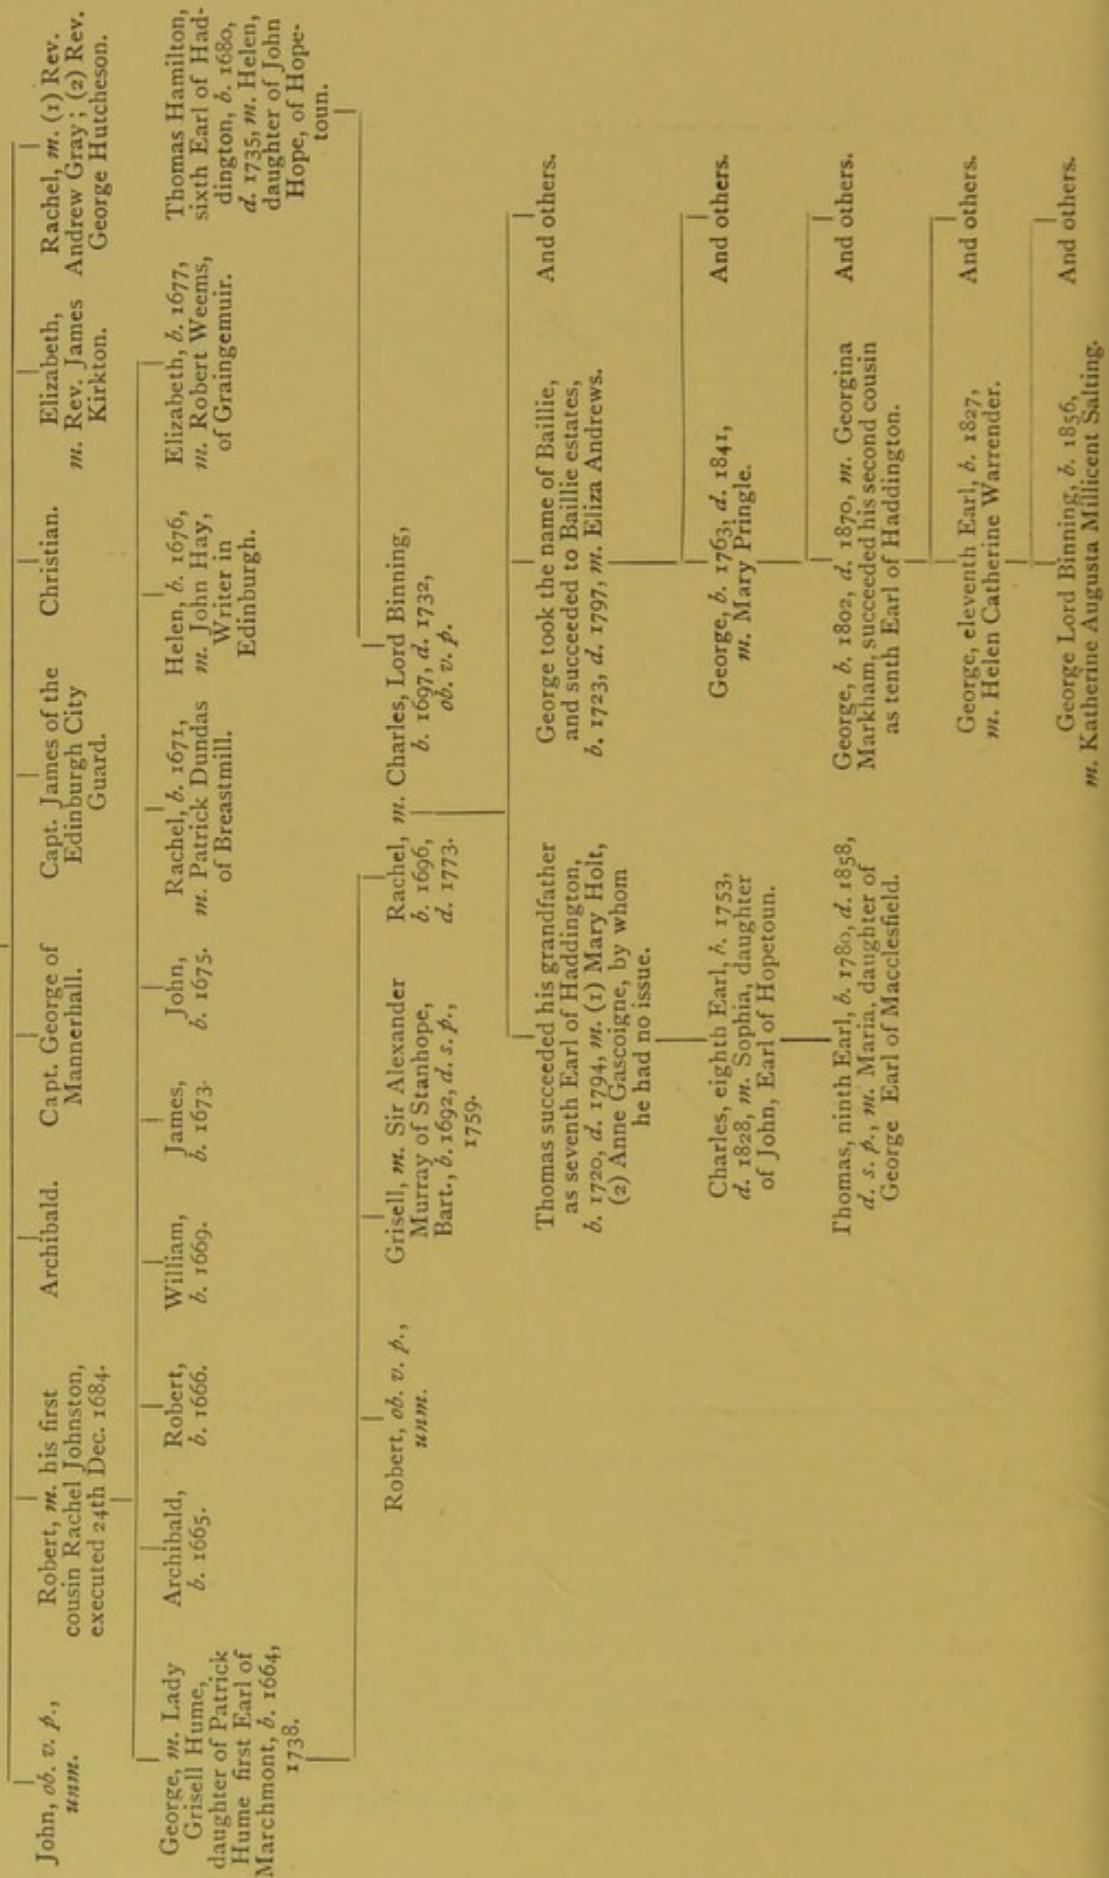 John, ob. v. p.,
unm.
Robert, m. his first
cousin Rachel Johnston,
executed 24th Dec. 1684.
Archibald.
Capt. George of
Mannerhall.
Capt. James of the
Edinburgh City
Guard.
Christian.
Elizabeth,
m. Rev. James
Kirkton.
Rachel, m. (1) Rev.
Andrew Gray; (2) Rev.
George Hutcheson.
George, m. Lady
Grisell Hume,
daughter of Patrick
Hume first Earl of
Marchmont, b. 1664,
1738.
Archibald,
b. 1665.
Robert,
b. 1666.
William,
b. 1669.
James,
b. 1673.
John,
b. 1675.
Rachel, b. 1671,
m. Patrick Dundas
of Breastmill.
Helen, b. 1676,
m. John Hay,
Writer in
Edinburgh.
Elizabeth, b. 1677,
m. Robert Weems,
of Graingemuir.
Thomas Hamilton,
sixth Earl of Had-
dington, b. 1680,
d. 1735, m. Helen,
daughter of John
Hope, of Hope-
toun.
Robert, ob. v. p.,
unm.
Grisell, m. Sir Alexander
Murray of Stanhope,
Bart., b. 1692, d. s. p.,
1759.
Rachel, m. Charles, Lord Binning,
b. 1696, b. 1697, d. 1732,
d. 1773. ob. v. p.
Thomas succeeded his grandfather
as seventh Earl of Haddington,
b. 1720, d. 1794, m. (1) Mary Holt,
(2) Anne Gascoigne, by whom
he had no issue.
George took the name of Baillie,
and succeeded to Baillie estates,
b. 1723, d. 1797, m. Eliza Andrews.
And others.
Charles, eighth Earl, b. 1753,
d. 1828, m. Sophia, daughter
of John, Earl of Hopetoun.
George, b. 1763, d. 1841,
m. Mary Pringle.
And others.
Thomas, ninth Earl, b. 1780, d. 1858,
d. s. p., m. Maria, daughter of
George Earl of Macclesfield.
George, b. 1802, d. 1870, m. Georgina
Markham, succeeded his second cousin
as tenth Earl of Haddington.
And others.
George, eleventh Earl, b. 1827,
m. Helen Catherine Warrender.
And others.
George Lord Binning, b. 1856,
m. Katherine Augusta Millicent Salting.
And others.